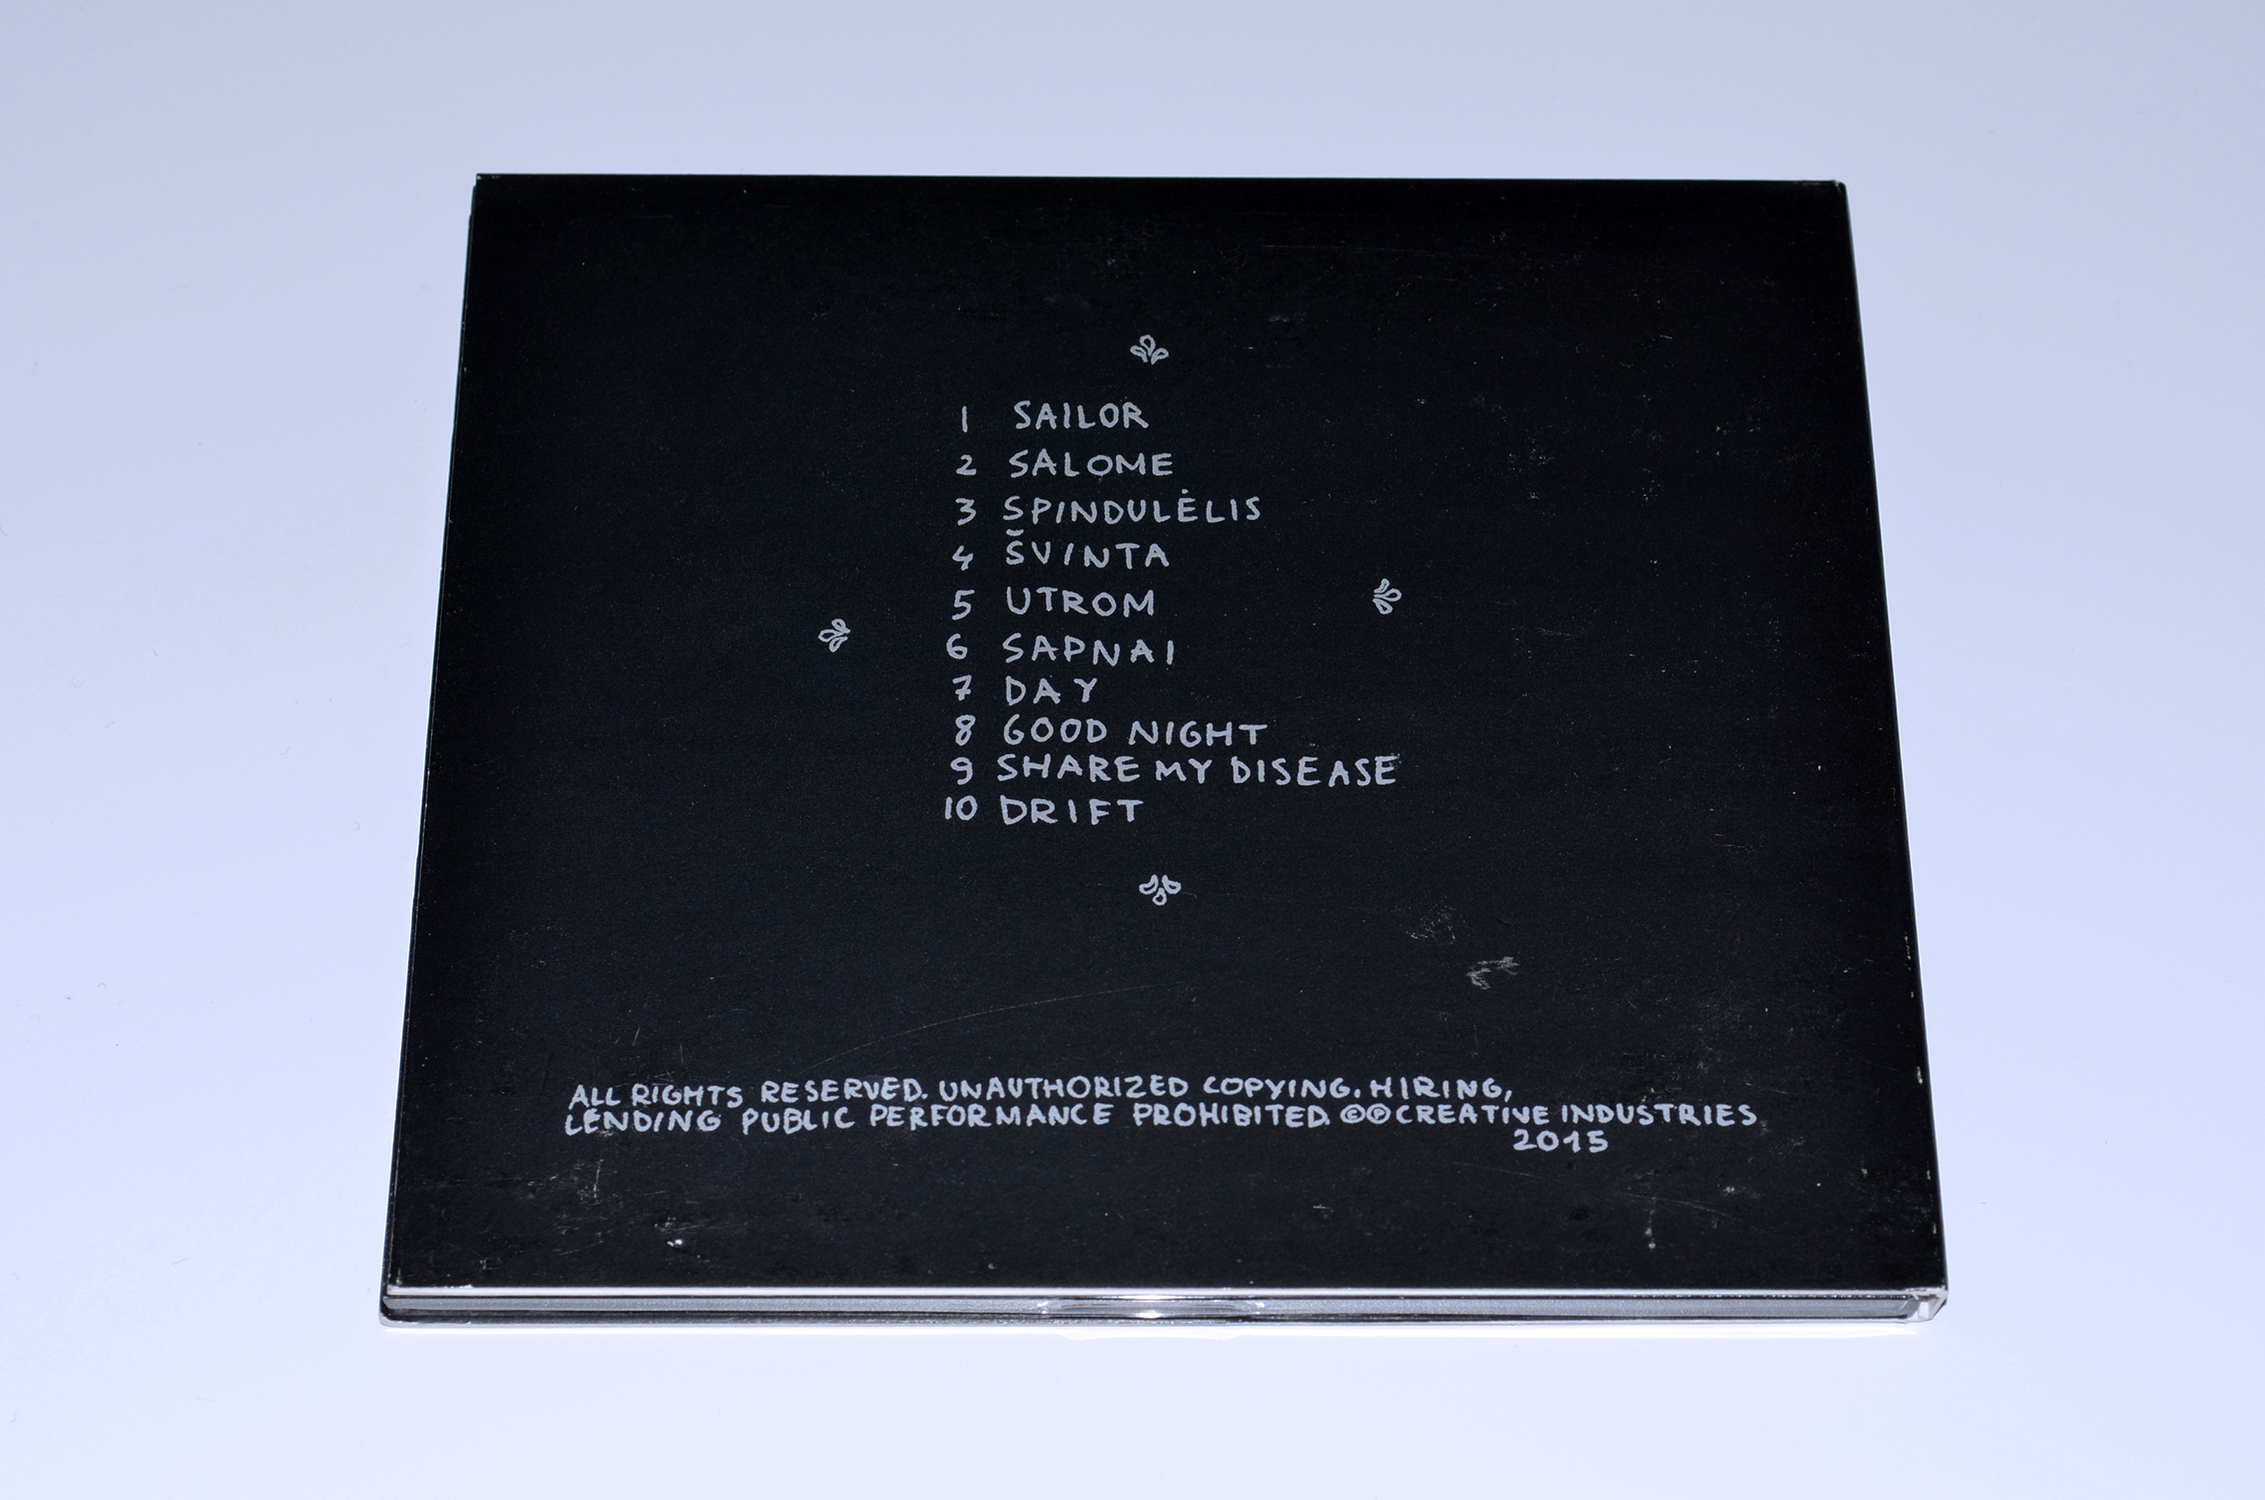 1 SAILOR
2 SALOME
3 SPINDULĖLIS
4 ŠVINTA
5 UTROM
6 SAPNAI
7 DAY
8 GOOD NIGHT
9 SHARE MY DISEASE
10 DRIFT
ALL RIGHTS RESERVED. UNAUTHORIZED COPYING. HIRING,
LENDING PUBLIC PERFORMANCE PROHIBITED. ©℗ CREATIVE INDUSTRIES
2015